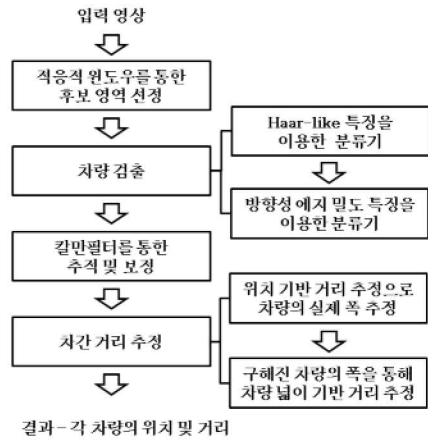 입력 영상
적응적 윈도우를 통한
후보 영역 선정
차량 검출
Haar-like 특징을
이용한 분류기
방향성 에지 밀도 특징을
이용한 분류기
칼만필터를 통한
추적 및 보정
차간 거리 추정
위치 기반 거리 추정으로
차량의 실제 폭 추정
구해진 차량의 폭을 통해
차량 넓이 기반 거리 추정
결과 - 각 차량의 위치 및 거리